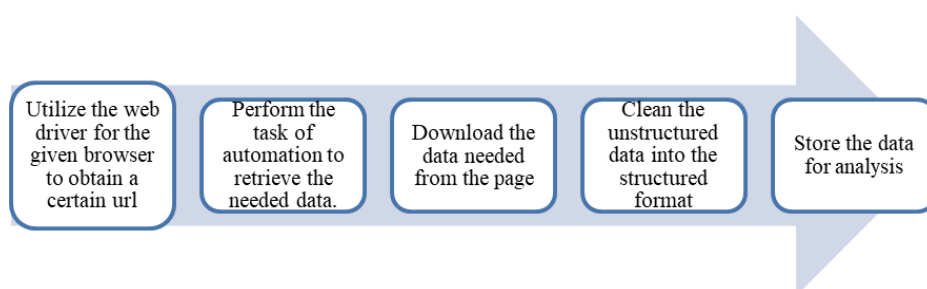 Utilize the web
driver for the
given browser
to obtain a
certain url
Perform the
task of
automation to
retrieve the
needed data.
Download the
data needed
from the page
Clean the
unstructured
data into the
structured
format
Store the data
for analysis